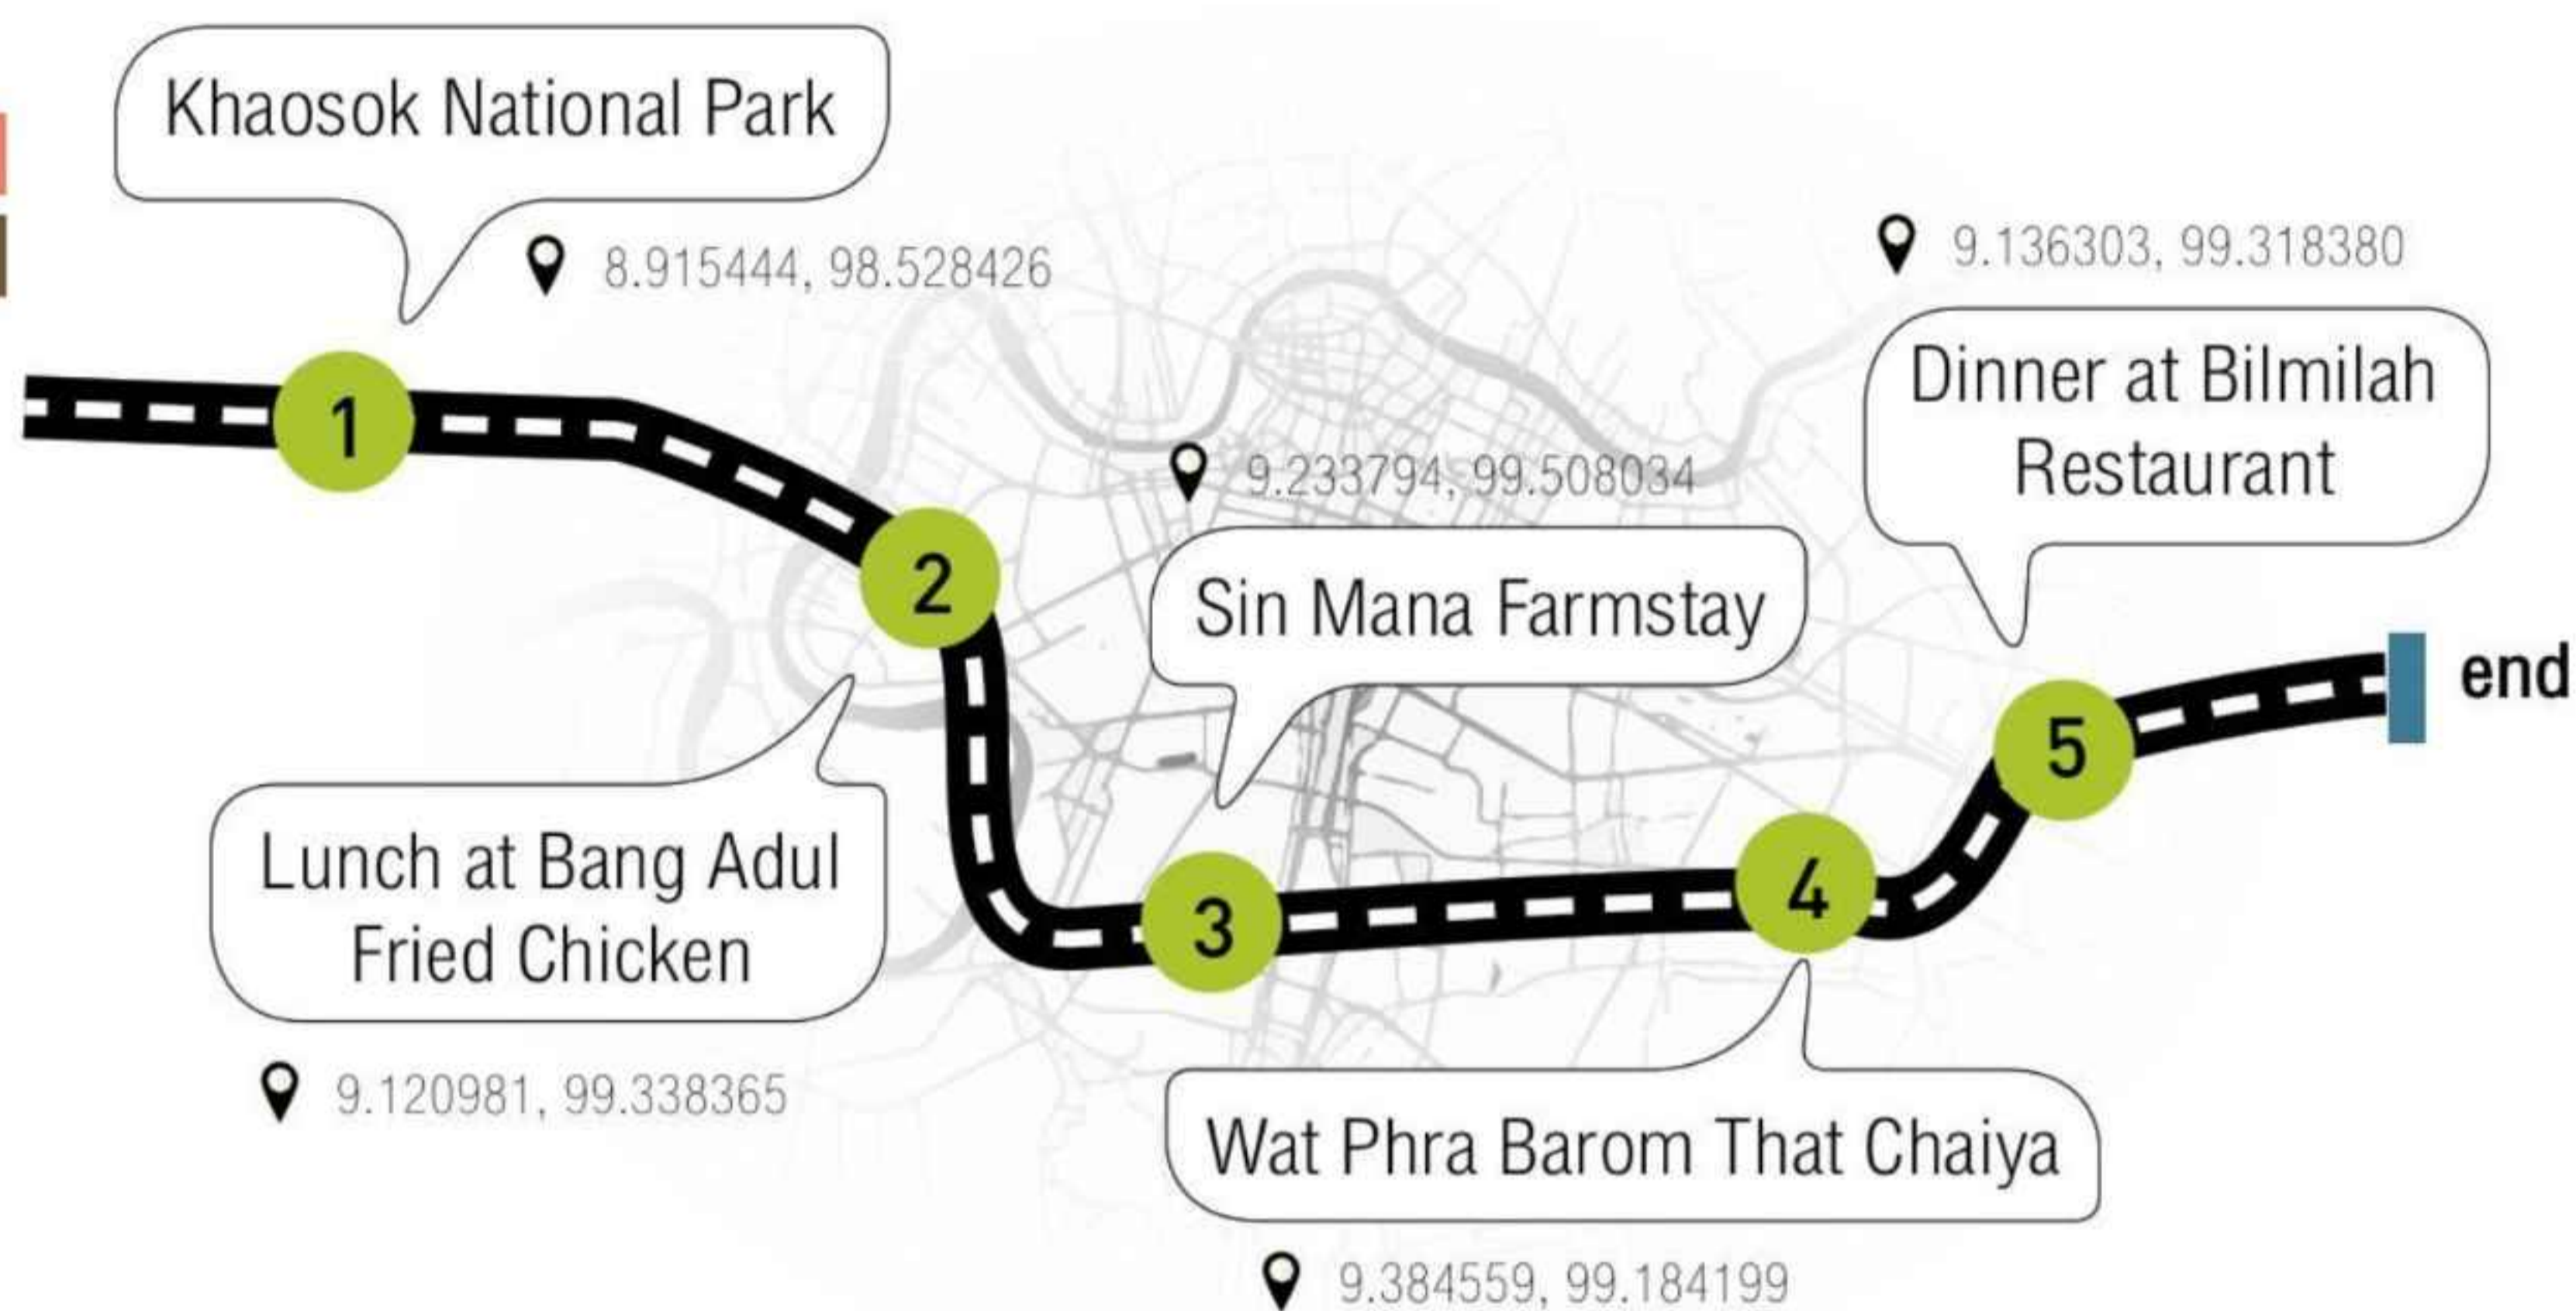 Khaosok National Park
8.915444, 98.528426
1
2
Lunch at Bang Adul
Fried Chicken
9.120981, 99.338365
9.233794, 99.508034
Sin Mana Farmstay
3
4
Wat Phra Barom That Chaiya
9.384559, 99.184199
9.136303, 99.318380
Dinner at Bilmilah
Restaurant
5
end